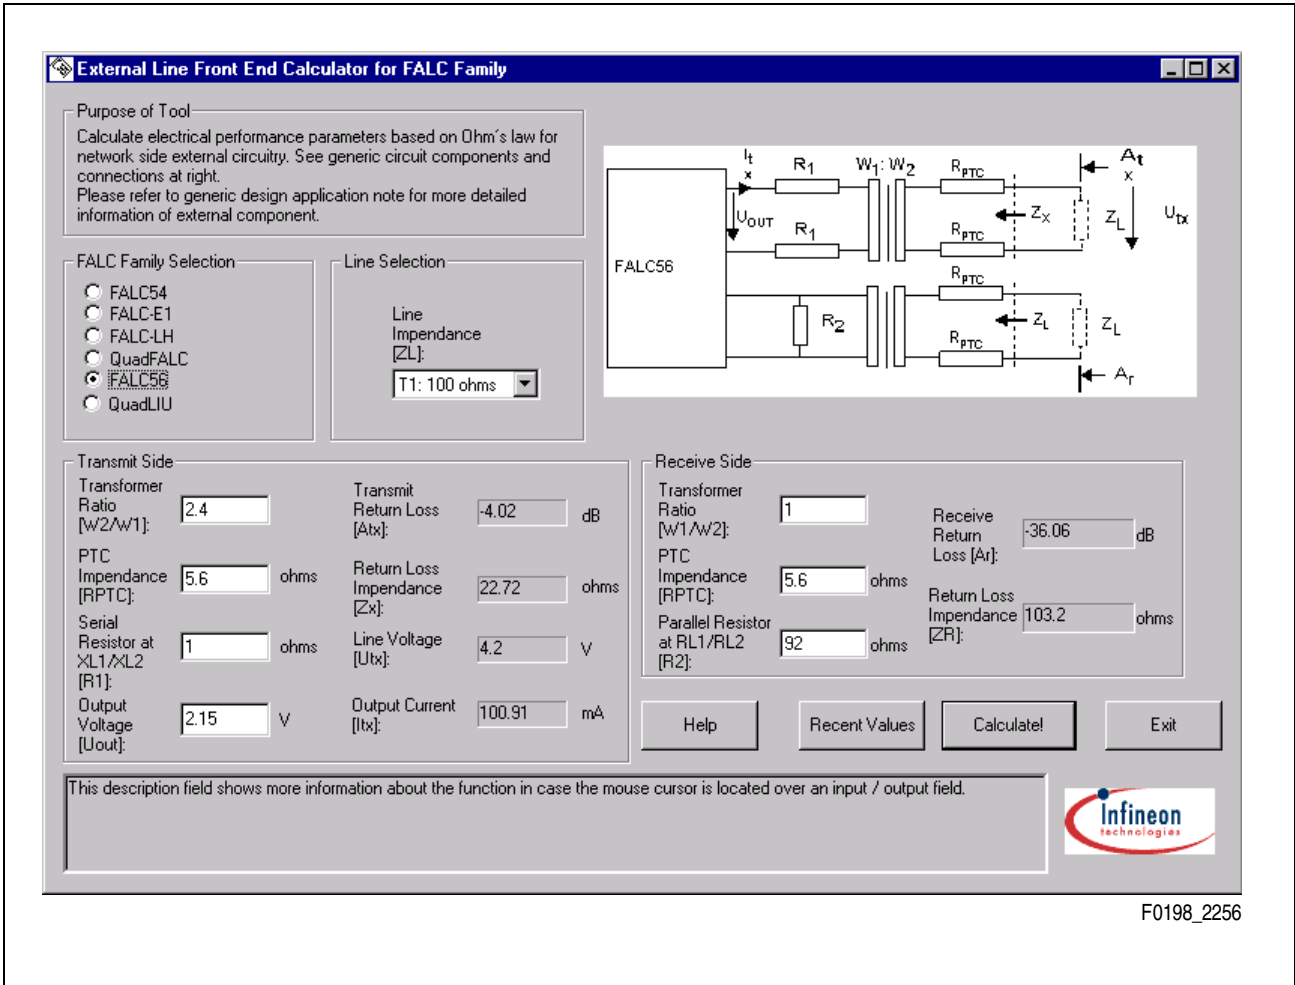 External Line Front End Calculator for FALC Family
Purpose of Tool
Calculate electrical performance parameters based on Ohm´s law for
network side external circuitry. See generic circuit components and
connections at right.
Please refer to generic design application note for more detailed
information of external component.
FALC Family Selection
FALC54
FALC-E1
FALC-LH
QuadFALC
FALC56
QuadLIU
Line Selection
Line
Impendance
[ZL]:
T1: 100 ohms
It
x
R1
W1: W2
RPTC
At
x
UOUT
ZX
ZL
Utx
R1
RPTC
FALC56
RPTC
R2
ZL
ZL
RPTC
Ar
Transmit Side
Transformer
Ratio
[W2/W1]:
2.4
PTC
Impendance
[RPTC]:
5.6
ohms
Serial
Resistor at
XL1/XL2
[R1]:
1
ohms
Output
Voltage
[Uout]:
2.15
V
Transmit
Return Loss
[Atx]:
-4.02
dB
Return Loss
Impendance
[Zx]:
22.72
ohms
Line Voltage
[Utx]:
4.2
V
Output Current
[Itx]:
100.91
mA
Receive Side
Transformer
Ratio
[W1/W2]:
1
PTC
Impendance
[RPTC]:
5.6
ohms
Parallel Resistor
at RL1/RL2
[R2]:
92
ohms
Receive
Return
Loss [Ar]:
-36.06
dB
Return Loss
Impendance
[ZR]:
103.2
ohms
Help
Recent Values
Calculate!
Exit
This description field shows more information about the function in case the mouse cursor is located over an input / output field.
Infineon
technologies
F0198_2256